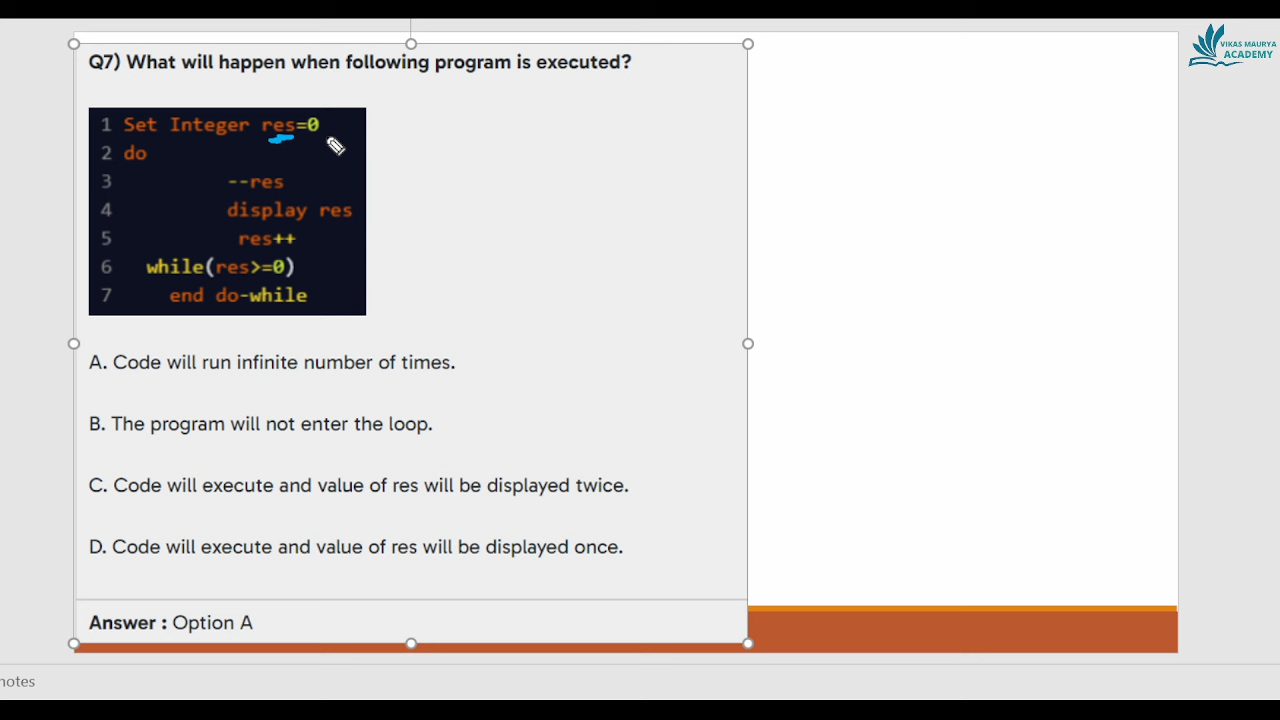 VIKAS MAURYA
ACADEMY
Q7) What will happen when following program is executed?
1 Set Integer res=0
2 do
3 --res
4 display res
5 res++
6 while(res>=0)
7 end do-while
A. Code will run infinite number of times.
B. The program will not enter the loop.
C. Code will execute and value of res will be displayed twice.
D. Code will execute and value of res will be displayed once.
Answer : Option A
notes